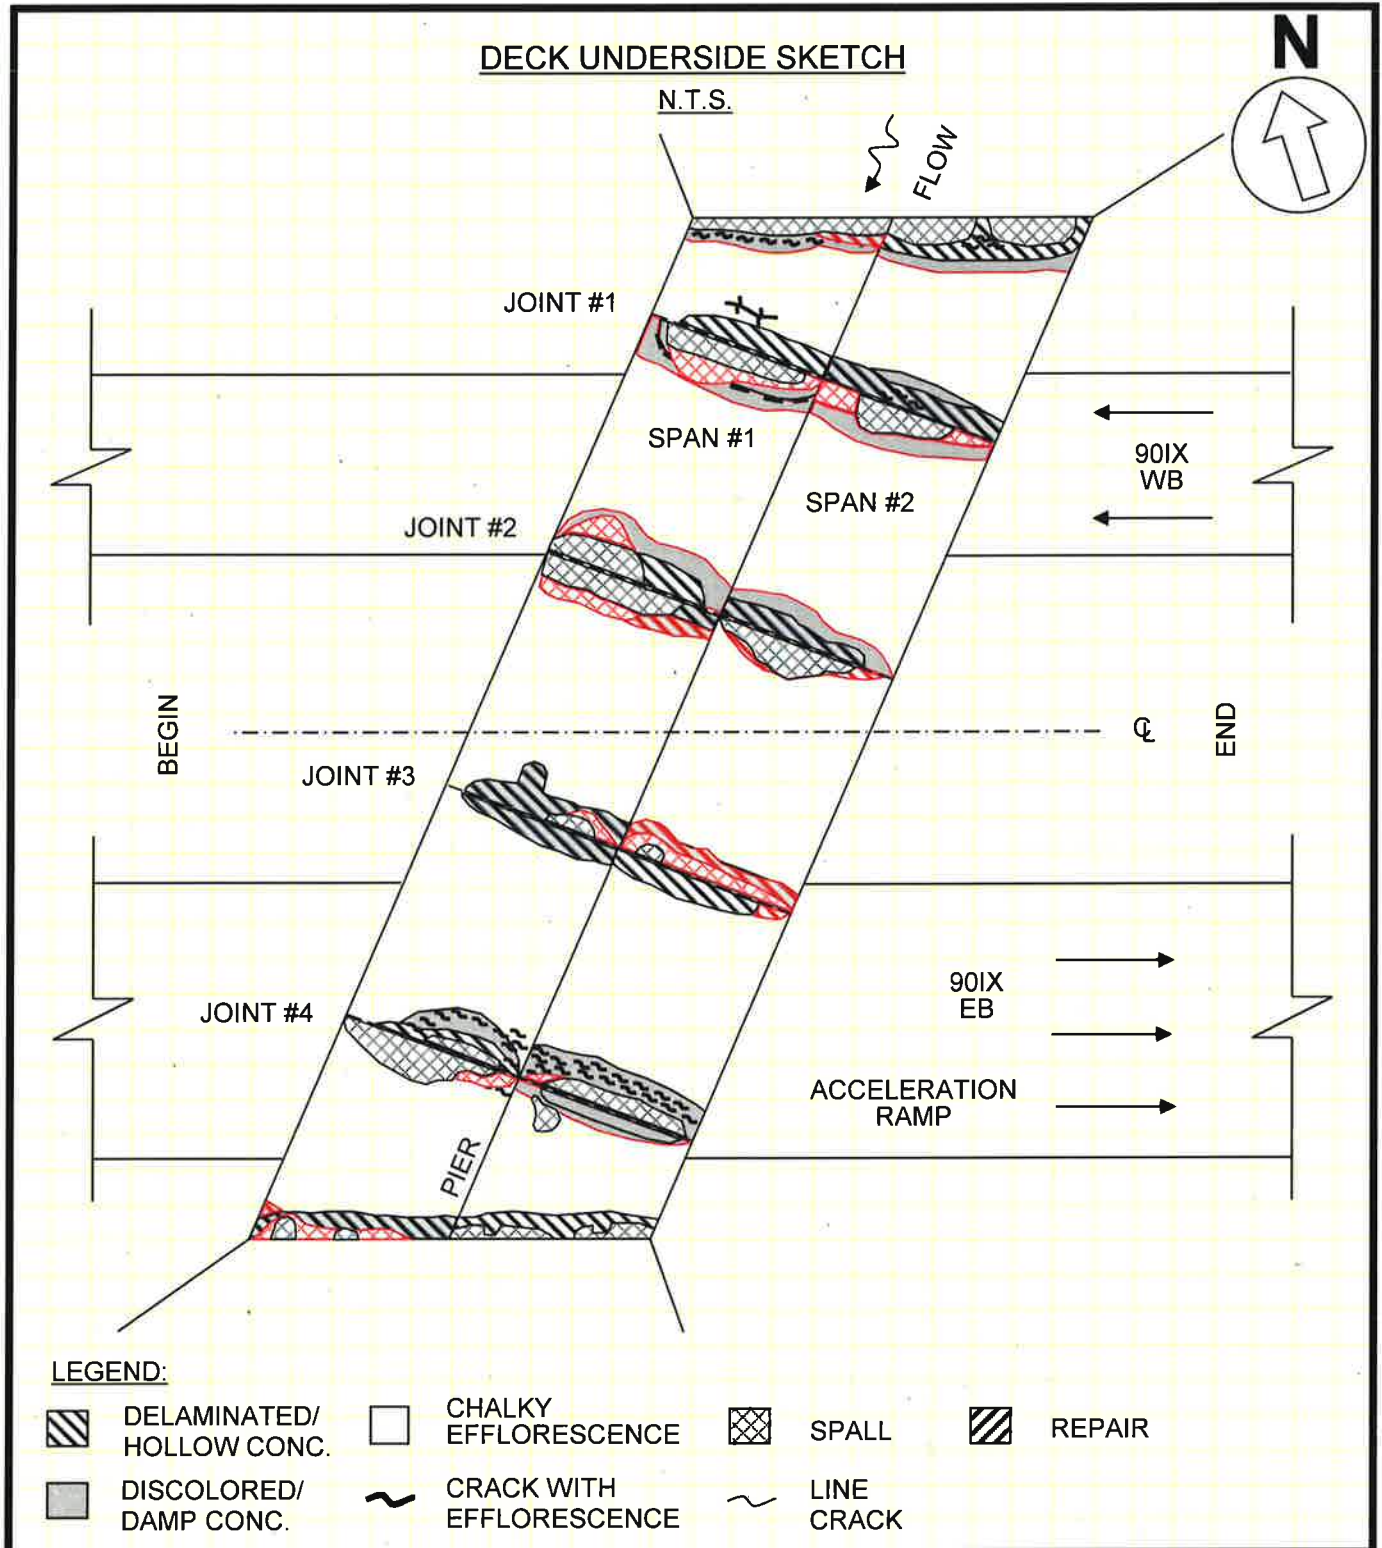 DECK UNDERSIDE SKETCH
N
N.T.S.
FLOW
JOINT #1
SPAN #1
90IX
WB
SPAN #2
JOINT #2
BEGIN
℄
END
JOINT #3
90IX
EB
JOINT #4
ACCELERATION
RAMP
PIER
LEGEND:
DELAMINATED/
HOLLOW CONC.
CHALKY
EFFLORESCENCE
SPALL
REPAIR
DISCOLORED/
DAMP CONC.
CRACK WITH
EFFLORESCENCE
LINE
CRACK